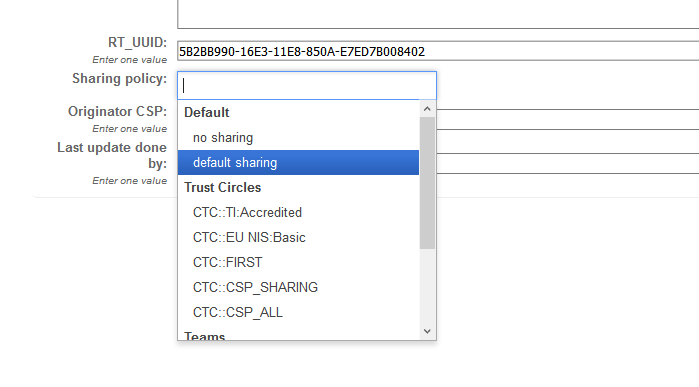 RT_UUID:
5B2BB990-16E3-11E8-850A-E7ED7B008402
Enter one value
Sharing policy:
Default
Originator CSP:
Enter one value
no sharing
Last update done
by:
default sharing
Enter one value
Trust Circles
CTC::TI:Accredited
CTC::EU NIS:Basic
CTC::FIRST
CTC::CSP_SHARING
CTC::CSP_ALL
Teams